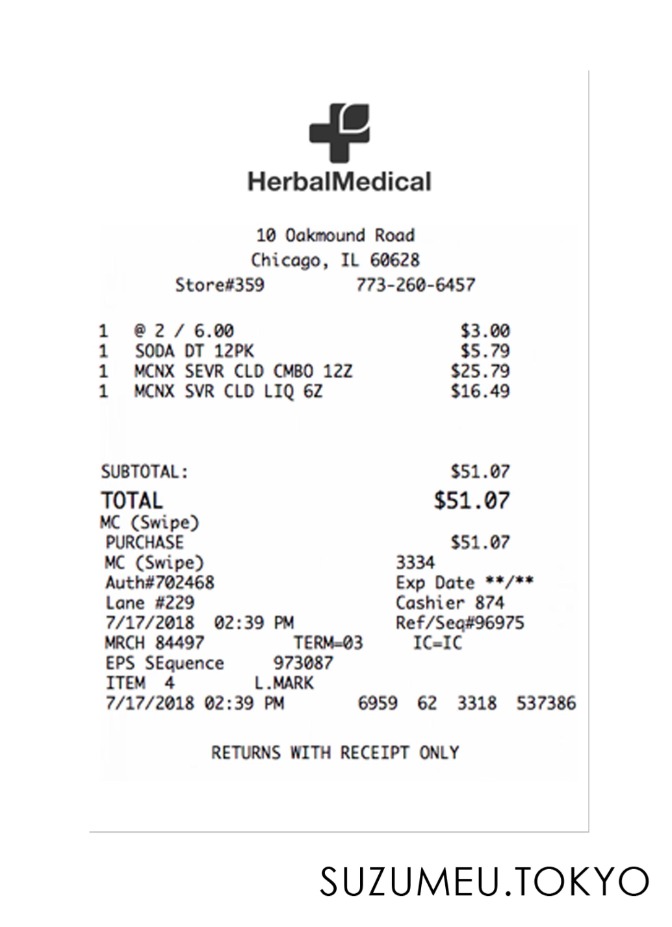 HerbalMedical
10 Oakmound Road
Chicago, IL 60628
Store#359 773-260-6457
1 @ 2 / 6.00 $3.00
1 SODA DT 12PK $5.79
1 MCNX SEVR CLD CMBO 12Z $25.79
1 MCNX SVR CLD LIQ 6Z $16.49
SUBTOTAL: $51.07
TOTAL $51.07
MC (Swipe)
PURCHASE $51.07
MC (Swipe) 3334
Auth#702468 Exp Date **/**
Lane #229 Cashier 874
7/17/2018 02:39 PM Ref/Seq#96975
MRCH 84497 TERM=03 IC=IC
EPS SEquence 973087
ITEM 4 L.MARK
7/17/2018 02:39 PM 6959 62 3318 537386
RETURNS WITH RECEIPT ONLY
SUZUMEU.TOKYO